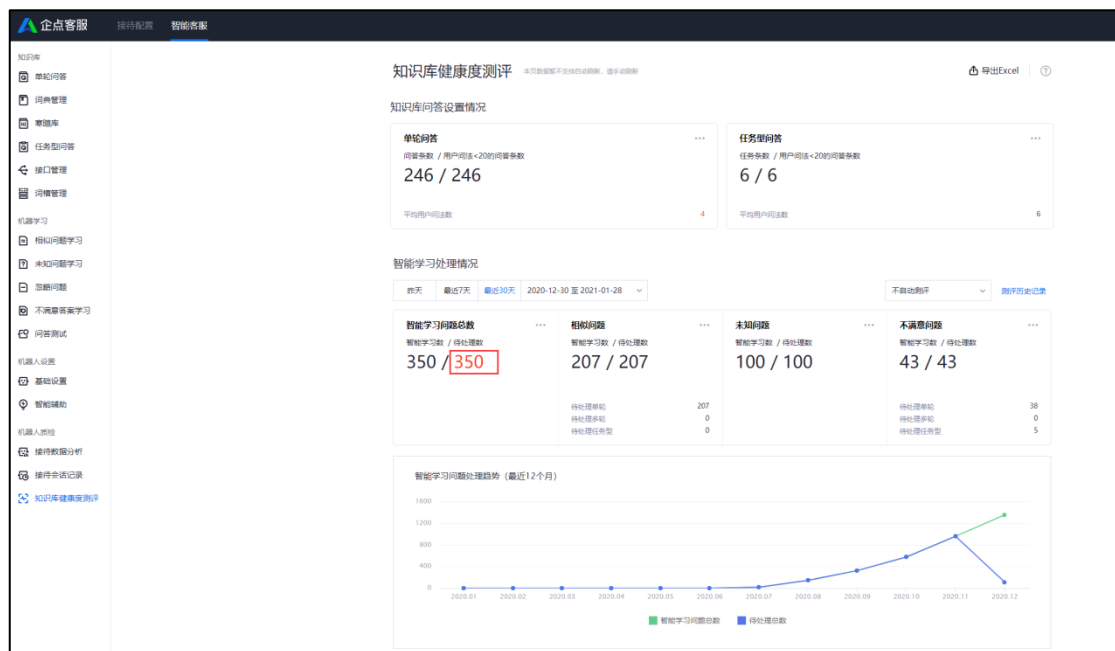 企点客服 接待配置 智能客服
知识库
单轮问答
词典管理
寒暄库
任务型问答
接口管理
词槽管理
机器学习
相似问题学习
未知问题学习
忽略问题
不满意答案学习
问答测试
机器人设置
基础设置
智能辅助
机器人质检
接待数据分析
接待会话记录
知识库健康度测评
知识库健康度测评 本页数据暂不支持自动刷新，请手动刷新 导出Excel
知识库问答设置情况
单轮问答
问答条数 / 用户问法<20的问答条数
246 / 246
平均用户问法数 4
任务型问答
任务条数 / 用户问法<20的问答条数
6 / 6
平均用户问法数 6
智能学习处理情况
昨天 最近7天 最近30天 2020-12-30 至 2021-01-28 不自动测评 测评历史记录
智能学习问题总数
智能学习数 / 待处理数
350 / 350
相似问题
智能学习数 / 待处理数
207 / 207
待处理单轮 207
待处理多轮 0
待处理任务型 0
未知问题
智能学习数 / 待处理数
100 / 100
不满意问题
智能学习数 / 待处理数
43 / 43
待处理单轮 38
待处理多轮 0
待处理任务型 5
智能学习问题处理趋势（最近12个月）
1600
1200
800
400
0
2020.01 2020.02 2020.03 2020.04 2020.05 2020.06 2020.07 2020.08 2020.09 2020.10 2020.11 2020.12
智能学习问题总数 待处理总数